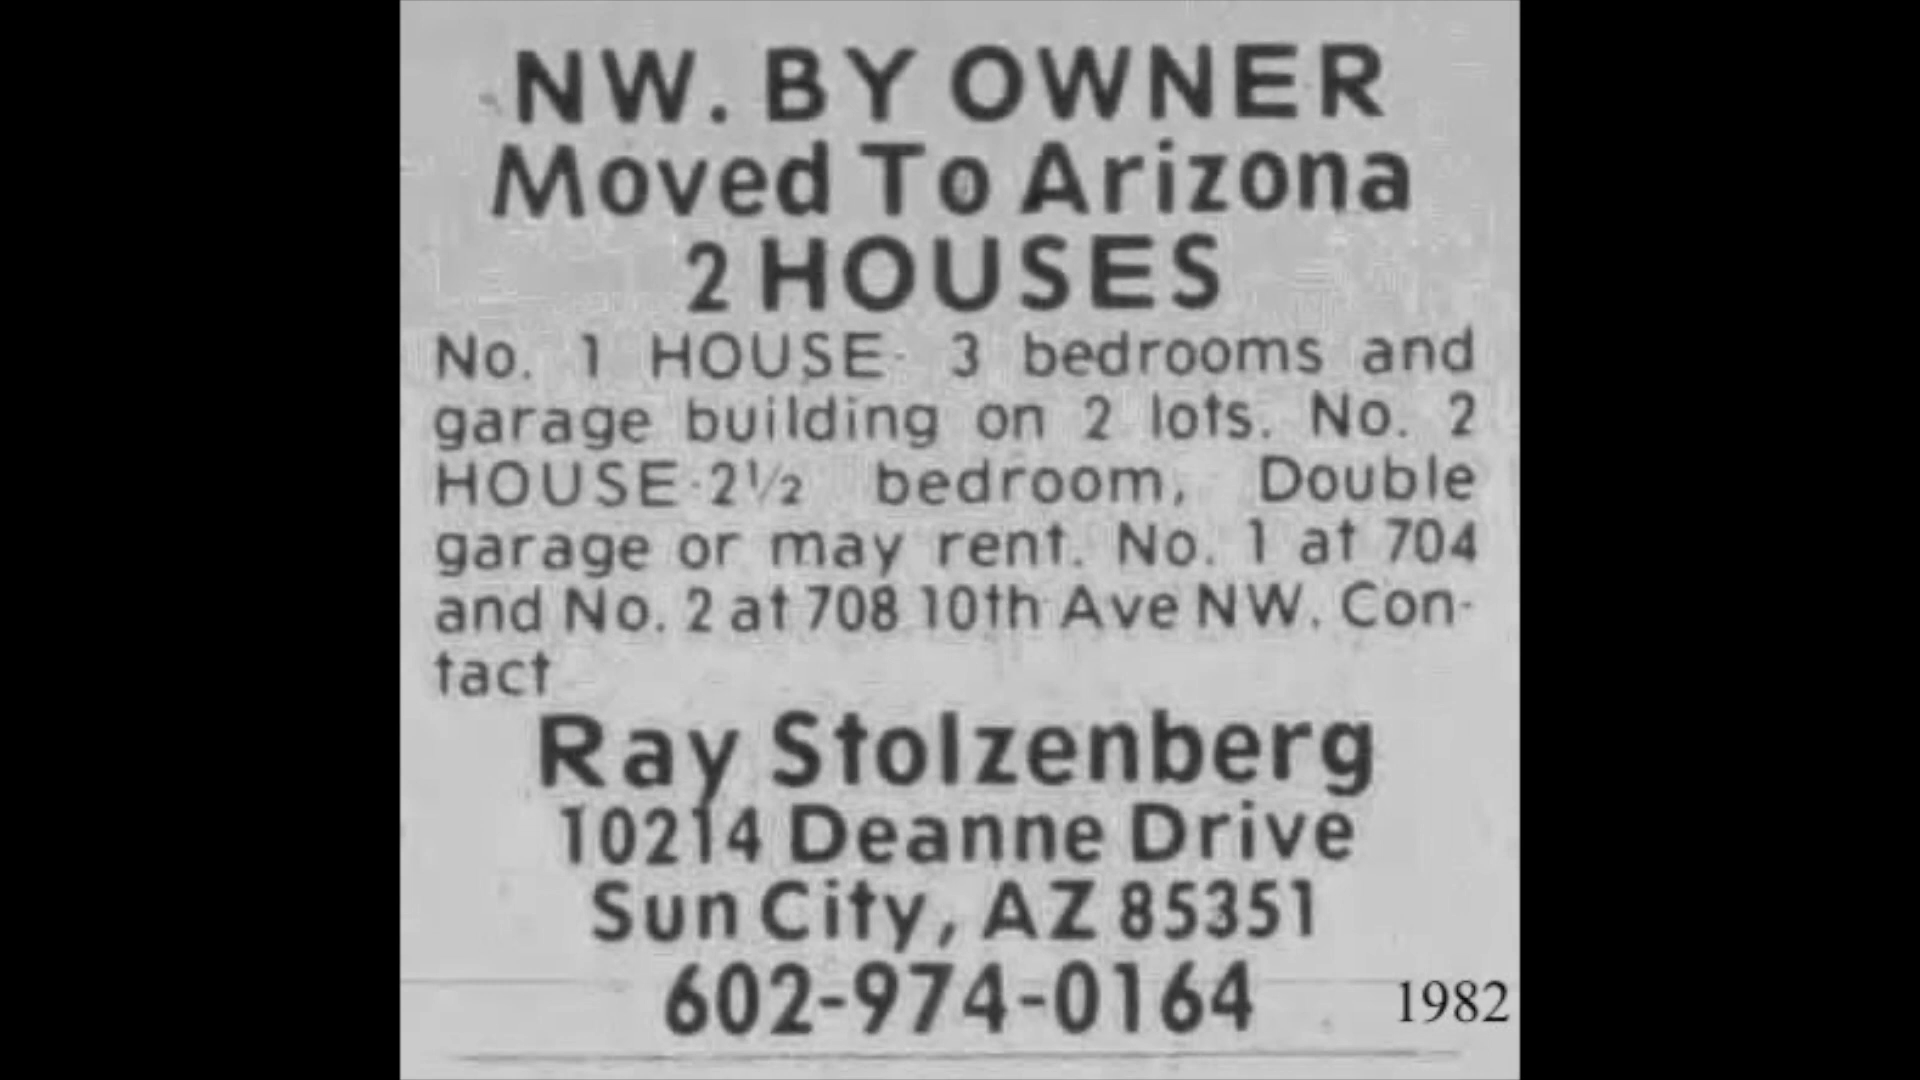 NW. BY OWNER
Moved To Arizona
2 HOUSES
No. 1 HOUSE- 3 bedrooms and
garage building on 2 lots. No. 2
HOUSE-2½ bedroom, Double
garage or may rent. No. 1 at 704
and No. 2 at 708 10th Ave NW. Con-
tact
Ray Stolzenberg
10214 Deanne Drive
Sun City, AZ 85351
602-974-0164
1982